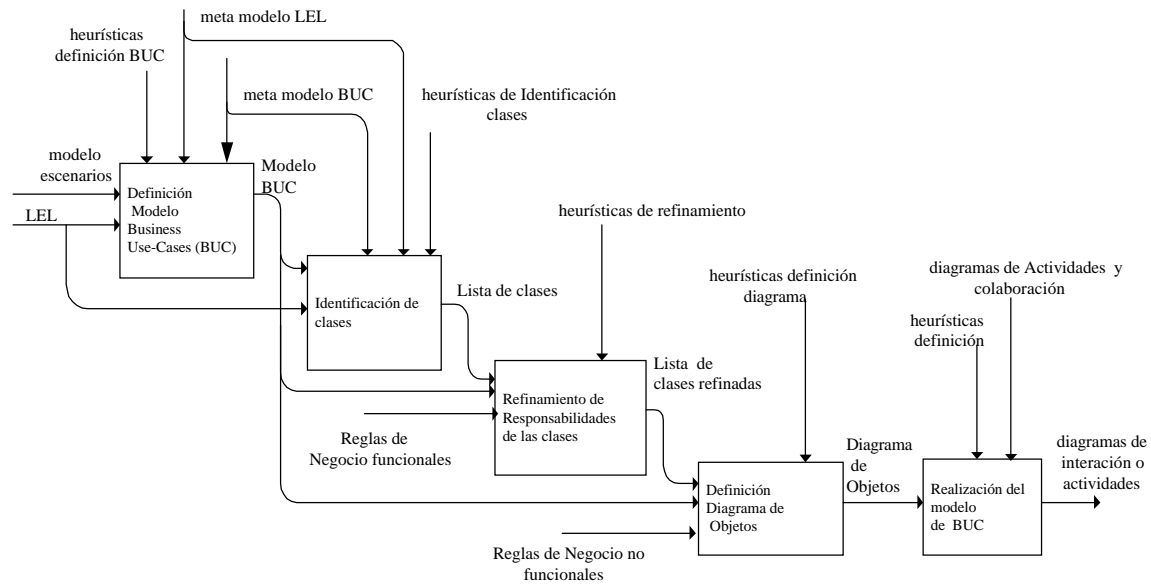 meta modelo LEL
heurísticas
definición BUC
meta modelo BUC
heurísticas de Identificación
clases
modelo
escenarios
LEL
Definición
Modelo
Business
Use-Cases (BUC)
Modelo
BUC
heurísticas de refinamiento
Identificación de
clases
Lista de clases
heurísticas definición
diagrama
diagramas de Actividades y
colaboración
heurísticas
definición
Refinamiento de
Responsabilidades
de las clases
Lista de
clases refinadas
Reglas de
Negocio funcionales
Definición
Diagrama de
Objetos
Diagrama
de
Objetos
Realización del
modelo
de BUC
diagramas de
interación o
actividades
Reglas de Negocio no
funcionales